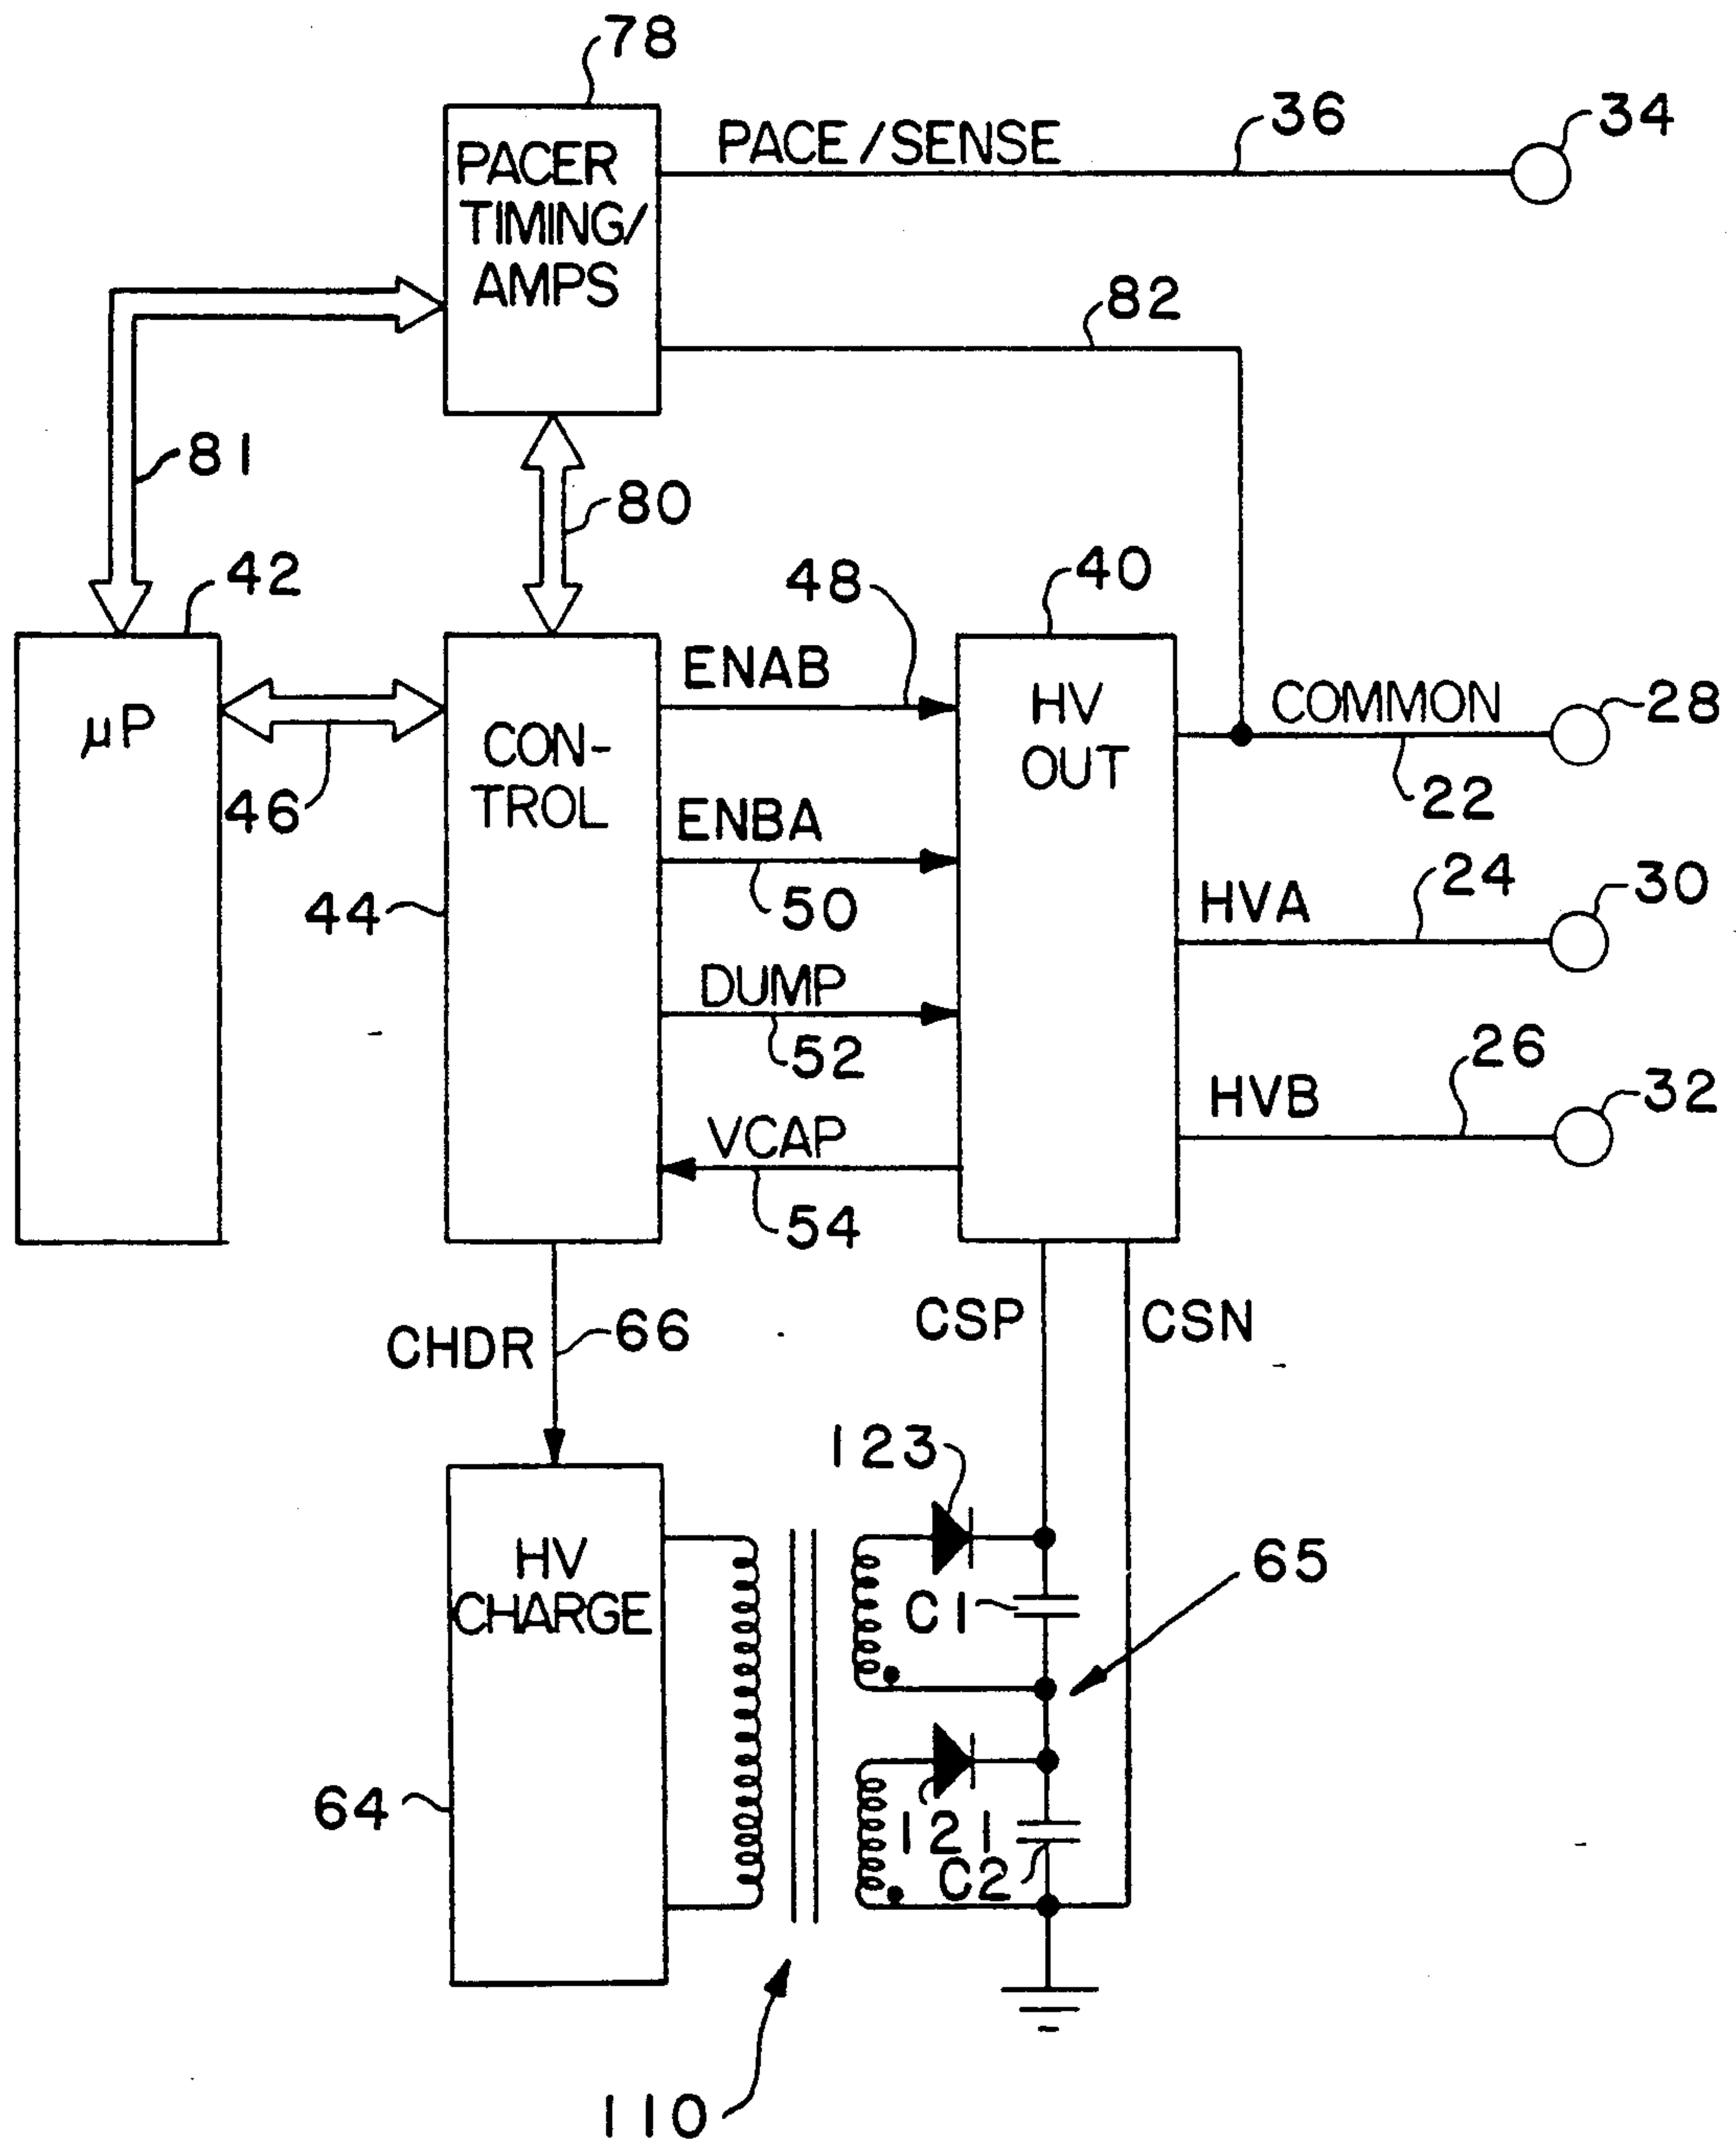 78
PACER
TIMING/
AMPS
PACE/SENSE
36
34
82
81
80
42
µP
46
CON-
TROL
44
ENAB
48
40
HV
OUT
COMMON
28
22
ENBA
50
HVA
24
30
DUMP
52
HVB
26
32
VCAP
54
CHDR
66
CSP
CSN
HV
CHARGE
64
123
C1
65
121
C2
110